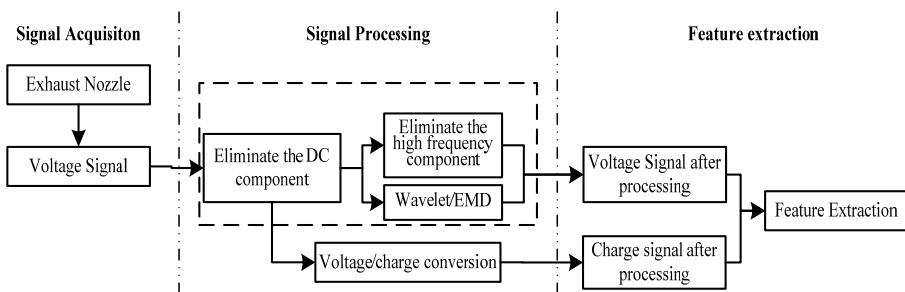 Signal Acquisiton
Signal Processing
Feature extraction
Exhaust Nozzle
Voltage Signal
Eliminate the DC
component
Eliminate the
high frequency
component
Wavelet/EMD
Voltage/charge conversion
Voltage Signal after
processing
Charge signal after
processing
Feature Extraction